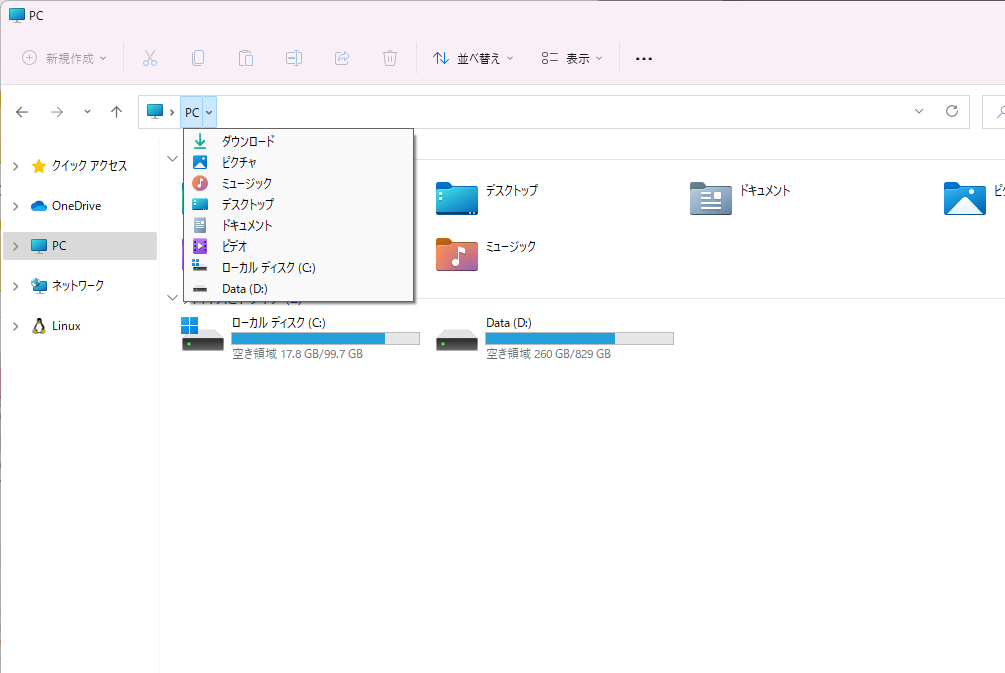 PC
新規作成
並べ替え
表示
PC
ダウンロード
ピクチャ
ミュージック
デスクトップ
ドキュメント
ビデオ
ローカル ディスク (C:)
Data (D:)
クイック アクセス
OneDrive
PC
ネットワーク
Linux
デスクトップ
ドキュメント
ミュージック
ローカル ディスク (C:)
空き領域 17.8 GB/99.7 GB
Data (D:)
空き領域 260 GB/829 GB